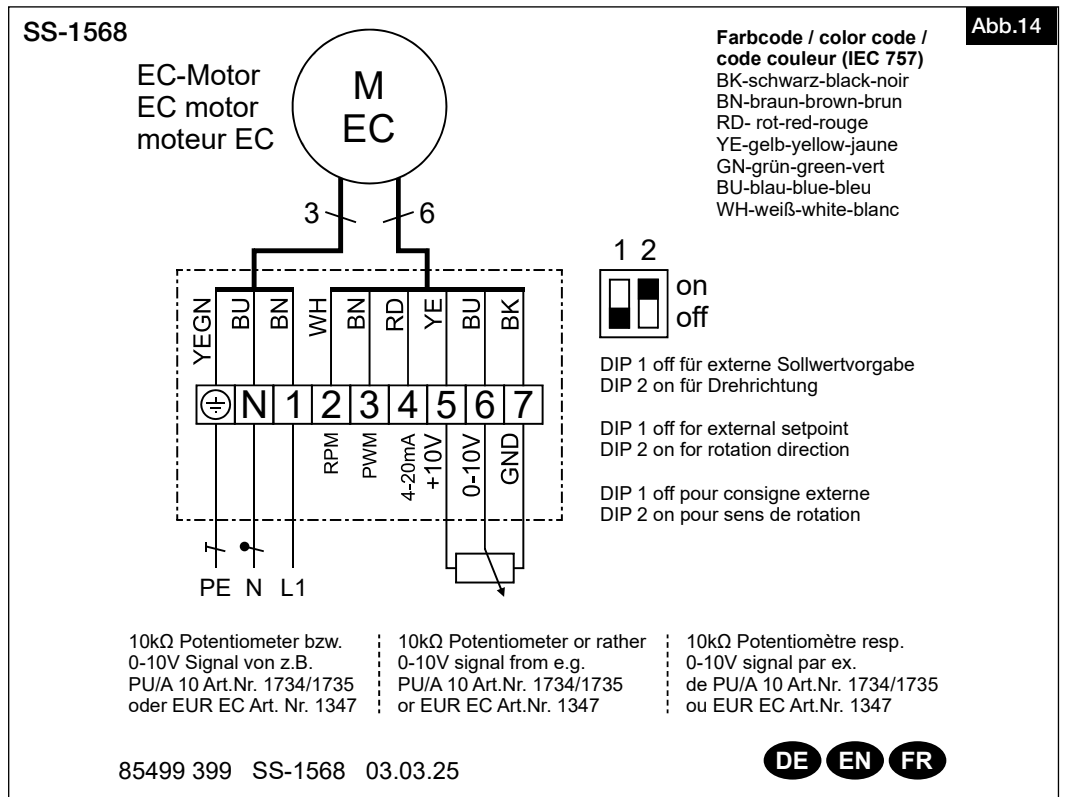 SS-1568
Abb.14
EC-Motor
EC motor
moteur EC
M
EC
Farbcode / color code /
code couleur (IEC 757)
BK-schwarz-black-noir
BN-braun-brown-brun
RD- rot-red-rouge
YE-gelb-yellow-jaune
GN-grün-green-vert
BU-blau-blue-bleu
WH-weiß-white-blanc
3
6
YEGN BU BN WH BN RD YE BU BK
N 1 2 3 4 5 6 7
RPM PWM 4-20mA +10V 0-10V GND
PE N L1
1 2
on
off
DIP 1 off für externe Sollwertvorgabe
DIP 2 on für Drehrichtung
DIP 1 off for external setpoint
DIP 2 on for rotation direction
DIP 1 off pour consigne externe
DIP 2 on pour sens de rotation
10kΩ Potentiometer bzw.
0-10V Signal von z.B.
PU/A 10 Art.Nr. 1734/1735
oder EUR EC Art. Nr. 1347
10kΩ Potentiometer or rather
0-10V signal from e.g.
PU/A 10 Art.Nr. 1734/1735
or EUR EC Art.Nr. 1347
10kΩ Potentiomètre resp.
0-10V signal par ex.
de PU/A 10 Art.Nr. 1734/1735
ou EUR EC Art.Nr. 1347
85499 399 SS-1568 03.03.25
DE EN FR